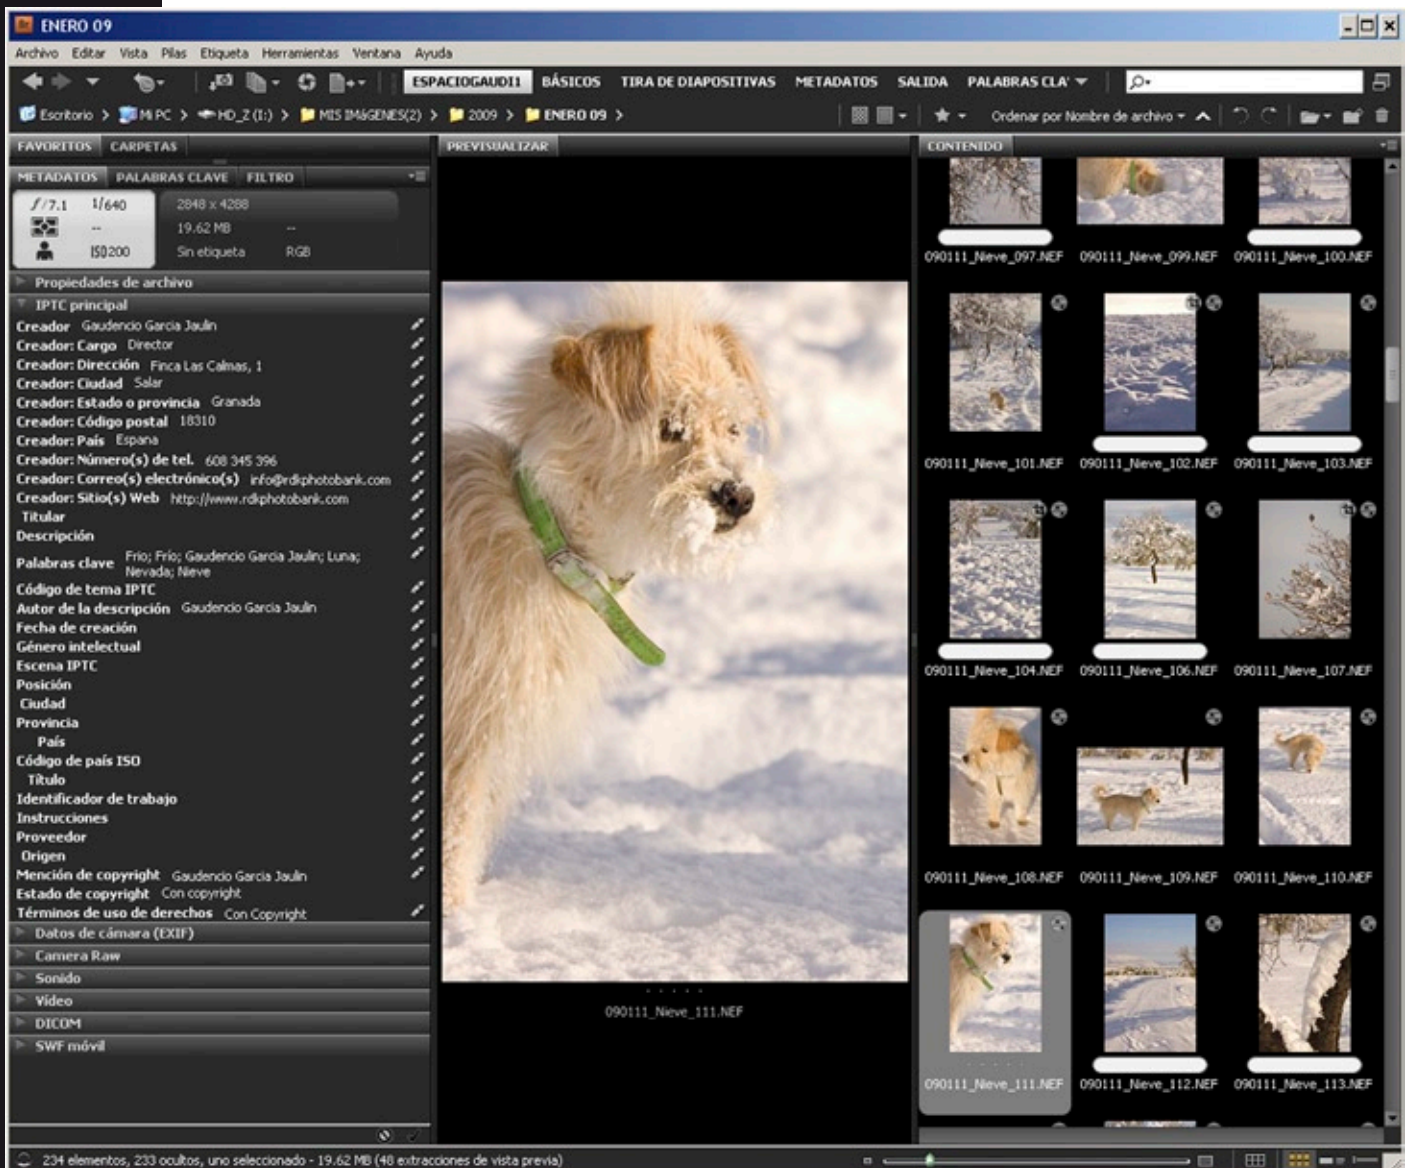 ENERO 09
Archivo Editar Vista Pilas Etiqueta Herramientas Ventana Ayuda
ESPACIOGAUDI1 BÁSICOS TIRA DE DIAPOSITIVAS METADATOS SALIDA PALABRAS CLA
Escritorio > Mi PC > HD_Z (I:) > MIS IMáGENES(2) > 2009 > ENERO 09 > Ordenar por Nombre de archivo
FAVORITOS CARPETAS
METADATOS PALABRAS CLAVE FILTRO
f/7.1 1/640 2848 x 4288
-- 19.62 MB --
ISO200 Sin etiqueta RGB
Propiedades de archivo
IPTC principal
Creador Gaudencio Garcia Jaulin
Creador: Cargo Director
Creador: Dirección Finca Las Calmas, 1
Creador: Ciudad Salar
Creador: Estado o provincia Granada
Creador: Código postal 18310
Creador: País Espana
Creador: Número(s) de tel. 608 345 396
Creador: Correo(s) electrónico(s) info@rdkphotobank.com
Creador: Sitio(s) Web http://www.rdkphotobank.com
Titular
Descripción
Palabras clave Frio; Frío; Gaudencio Garcia Jaulin; Luna;
Nevada; Nieve
Código de tema IPTC
Autor de la descripción Gaudencio Garcia Jaulin
Fecha de creación
Género intelectual
Escena IPTC
Posición
Ciudad
Provincia
País
Código de país ISO
Título
Identificador de trabajo
Instrucciones
Proveedor
Origen
Mención de copyright Gaudencio Garcia Jaulin
Estado de copyright Con copyright
Términos de uso de derechos Con Copyright
Datos de cámara (EXIF)
Camera Raw
Sonido
Vídeo
DICOM
SWF móvil
PREVISUALIZAR
090111_Nieve_111.NEF
CONTENIDO
090111_Nieve_097.NEF 090111_Nieve_099.NEF 090111_Nieve_100.NEF
090111_Nieve_101.NEF 090111_Nieve_102.NEF 090111_Nieve_103.NEF
090111_Nieve_104.NEF 090111_Nieve_106.NEF 090111_Nieve_107.NEF
090111_Nieve_108.NEF 090111_Nieve_109.NEF 090111_Nieve_110.NEF
090111_Nieve_111.NEF 090111_Nieve_112.NEF 090111_Nieve_113.NEF
234 elementos, 233 ocultos, uno seleccionado - 19.62 MB (48 extracciones de vista previa)